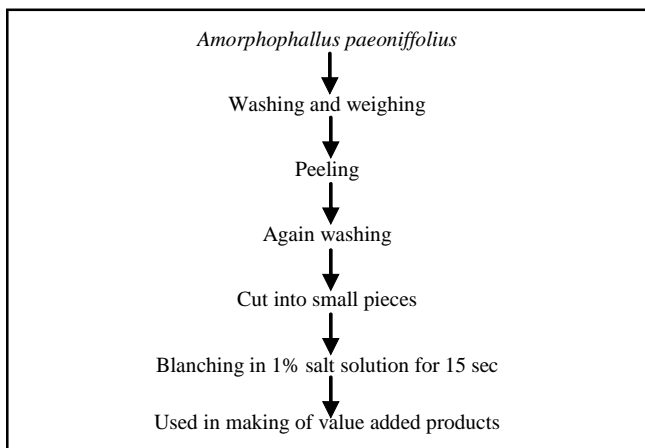 Amorphophallus paeoniffolius
Washing and weighing
Peeling
Again washing
Cut into small pieces
Blanching in 1% salt solution for 15 sec
Used in making of value added products